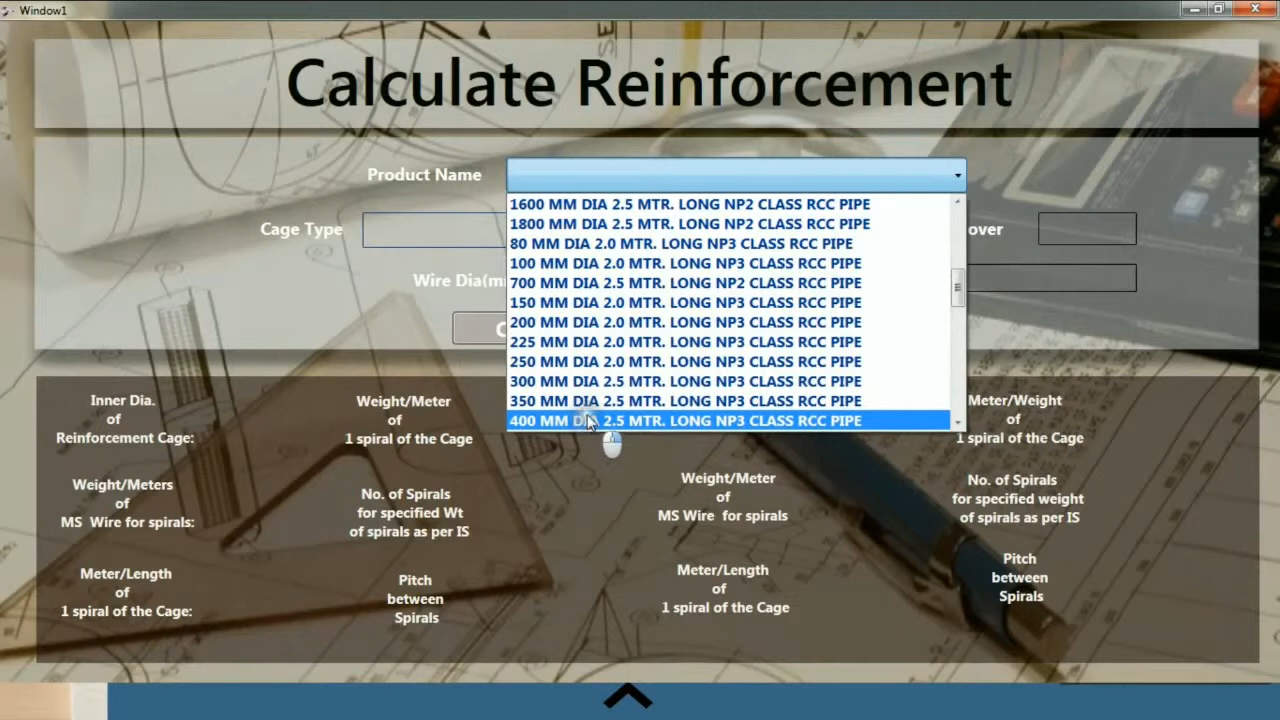 Window1
Calculate Reinforcement
Product Name
1600 MM DIA 2.5 MTR. LONG NP2 CLASS RCC PIPE
1800 MM DIA 2.5 MTR. LONG NP2 CLASS RCC PIPE
80 MM DIA 2.0 MTR. LONG NP3 CLASS RCC PIPE
100 MM DIA 2.0 MTR. LONG NP3 CLASS RCC PIPE
700 MM DIA 2.5 MTR. LONG NP2 CLASS RCC PIPE
150 MM DIA 2.0 MTR. LONG NP3 CLASS RCC PIPE
200 MM DIA 2.0 MTR. LONG NP3 CLASS RCC PIPE
225 MM DIA 2.0 MTR. LONG NP3 CLASS RCC PIPE
250 MM DIA 2.0 MTR. LONG NP3 CLASS RCC PIPE
300 MM DIA 2.5 MTR. LONG NP3 CLASS RCC PIPE
350 MM DIA 2.5 MTR. LONG NP3 CLASS RCC PIPE
400 MM DIA 2.5 MTR. LONG NP3 CLASS RCC PIPE
Cage Type
over
Wire Dia(m
C
Inner Dia.
of
Reinforcement Cage:
Weight/Meter
of
1 spiral of the Cage
Meter/Weight
of
1 spiral of the Cage
Weight/Meters
of
MS Wire for spirals:
No. of Spirals
for specified Wt
of spirals as per IS
Weight/Meter
of
MS Wire for spirals
No. of Spirals
for specified weight
of spirals as per IS
Meter/Length
of
1 spiral of the Cage:
Pitch
between
Spirals
Meter/Length
of
1 spiral of the Cage
Pitch
between
Spirals